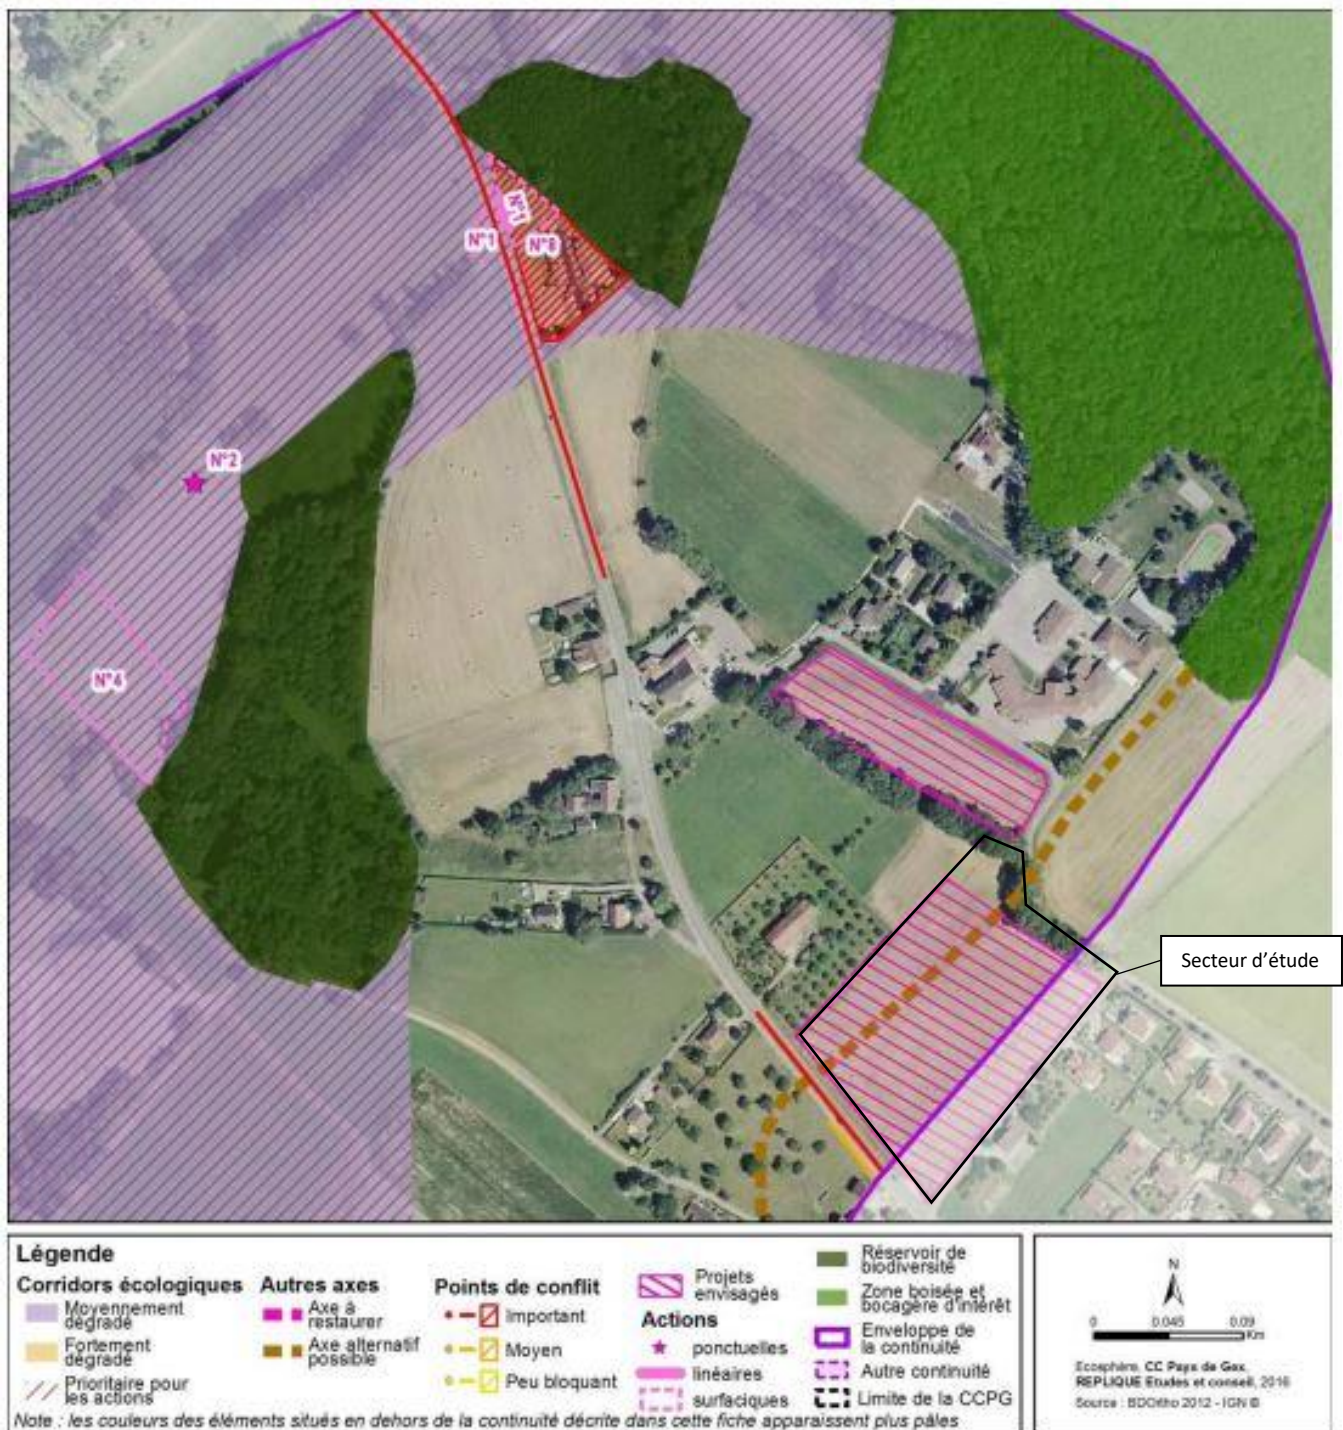 N°1
N°1
N°8
N°2
N°4
Secteur d'étude
Légende
Corridors écologiques
Moyennement
dégradé
Fortement
dégradé
Prioritaire pour
les actions
Autres axes
Axe à
restaurer
Axe alternatif
possible
Points de conflit
Important
Moyen
Peu bloquant
Projets
envisagés
Actions
ponctuelles
linéaires
surfaciques
Réservoir de
biodiversité
Zone boisée et
bocagère d'intérêt
Enveloppe de
la continuité
Autre continuité
Limite de la CCPG
Note : les couleurs des éléments situés en dehors de la continuité décrite dans cette fiche apparaissent plus pâles
N
0 0.045 0.09
Km
Ecosphère, CC Pays de Gex,
REPLIQUE Etudes et conseil, 2016
Source : BDOrtho 2012 - IGN ®